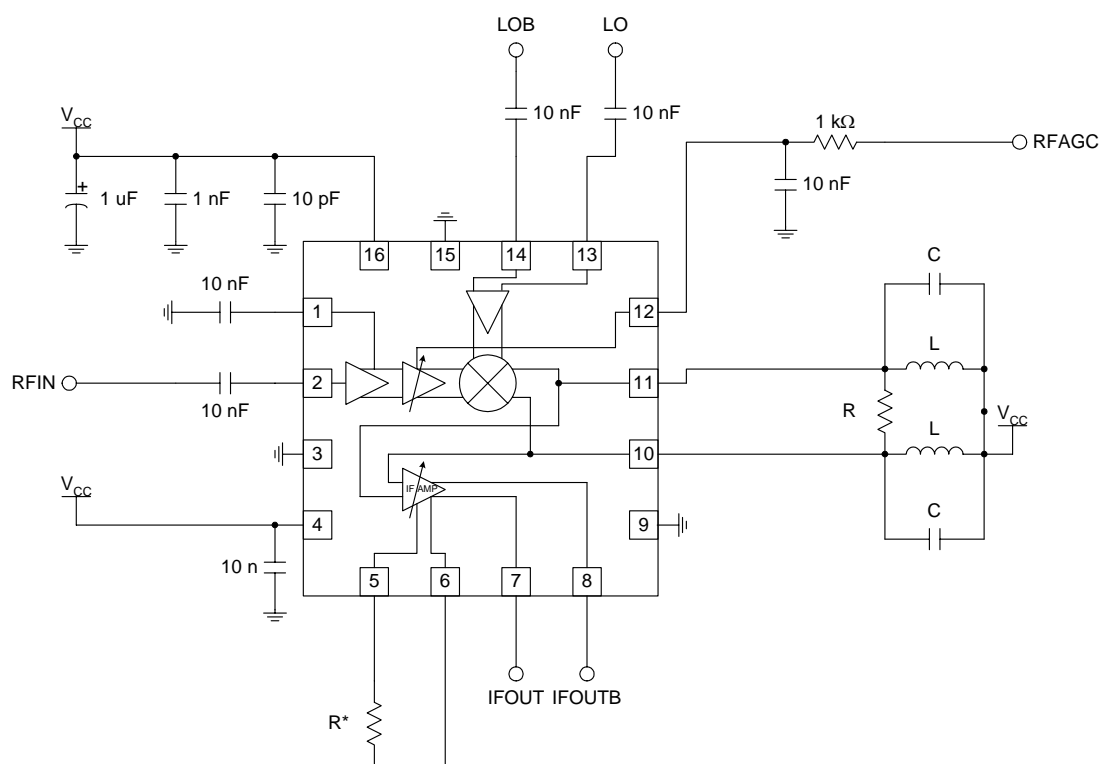 LOB
LO
10 nF
10 nF
VCC
1 kΩ
RFAGC
10 nF
+
1 uF
1 nF
10 pF
16
15
14
13
C
10 nF
1
12
L
RFIN
2
11
10 nF
R
VCC
L
3
10
VCC
IF AMP
4
9
C
10 n
5
6
7
8
IFOUT
IFOUTB
R*